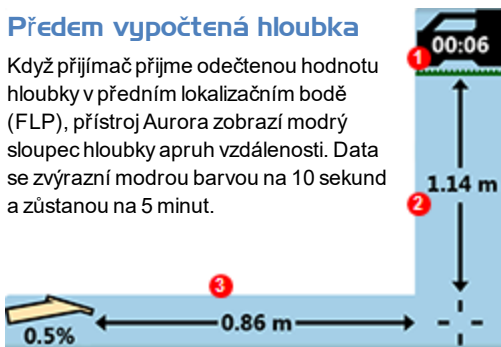 Předem vypočtená hloubka
Když přijímač přijme odečtenou hodnotu
hloubky v předním lokalizačním bodě
(FLP), přístroj Aurora zobrazí modrý
sloupec hloubky apruh vzdálenosti. Data
se zvýrazní modrou barvou na 10 sekund
a zůstanou na 5 minut.
00:06
1
1.14 m
2
3
0.86 m
0.5%